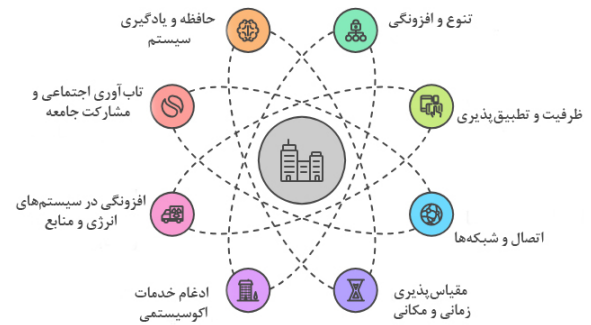 تنوع و افزونگی
حافظه و یادگیری
سیستم
ظرفیت و تطبیق‌پذیری
تاب‌آوری اجتماعی و
مشارکت جامعه
اتصال و شبکه‌ها
افزونگی در سیستم‌های
انرژی و منابع
مقیاس‌پذیری
زمانی و مکانی
ادغام خدمات
اکوسیستمی